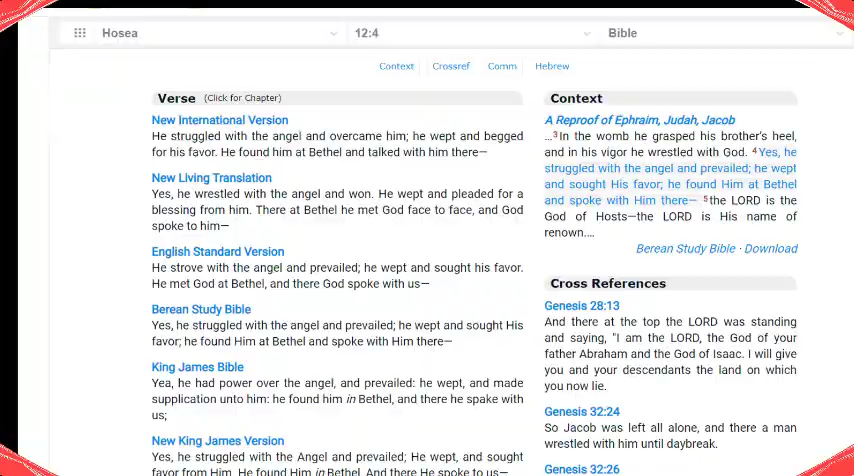 Hosea 12:4 Bible
Context Crossref Comm Hebrew
Verse (Click for Chapter)
New International Version
He struggled with the angel and overcame him; he wept and begged
for his favor. He found him at Bethel and talked with him there—
New Living Translation
Yes, he wrestled with the angel and won. He wept and pleaded for a
blessing from him. There at Bethel he met God face to face, and God
spoke to him—
English Standard Version
He strove with the angel and prevailed; he wept and sought his favor.
He met God at Bethel, and there God spoke with us—
Berean Study Bible
Yes, he struggled with the angel and prevailed; he wept and sought His
favor; he found Him at Bethel and spoke with Him there—
King James Bible
Yea, he had power over the angel, and prevailed: he wept, and made
supplication unto him: he found him in Bethel, and there he spake with
us;
New King James Version
Yes, he struggled with the Angel and prevailed; He wept, and sought
favor from Him. He found Him in Bethel, And there He spoke to us—
Context
A Reproof of Ephraim, Judah, Jacob
…3In the womb he grasped his brother's heel,
and in his vigor he wrestled with God. 4Yes, he
struggled with the angel and prevailed; he wept
and sought His favor; he found Him at Bethel
and spoke with Him there— 5the LORD is the
God of Hosts—the LORD is His name of
renown.…
Berean Study Bible · Download
Cross References
Genesis 28:13
And there at the top the LORD was standing
and saying, "I am the LORD, the God of your
father Abraham and the God of Isaac. I will give
you and your descendants the land on which
you now lie.
Genesis 32:24
So Jacob was left all alone, and there a man
wrestled with him until daybreak.
Genesis 32:26